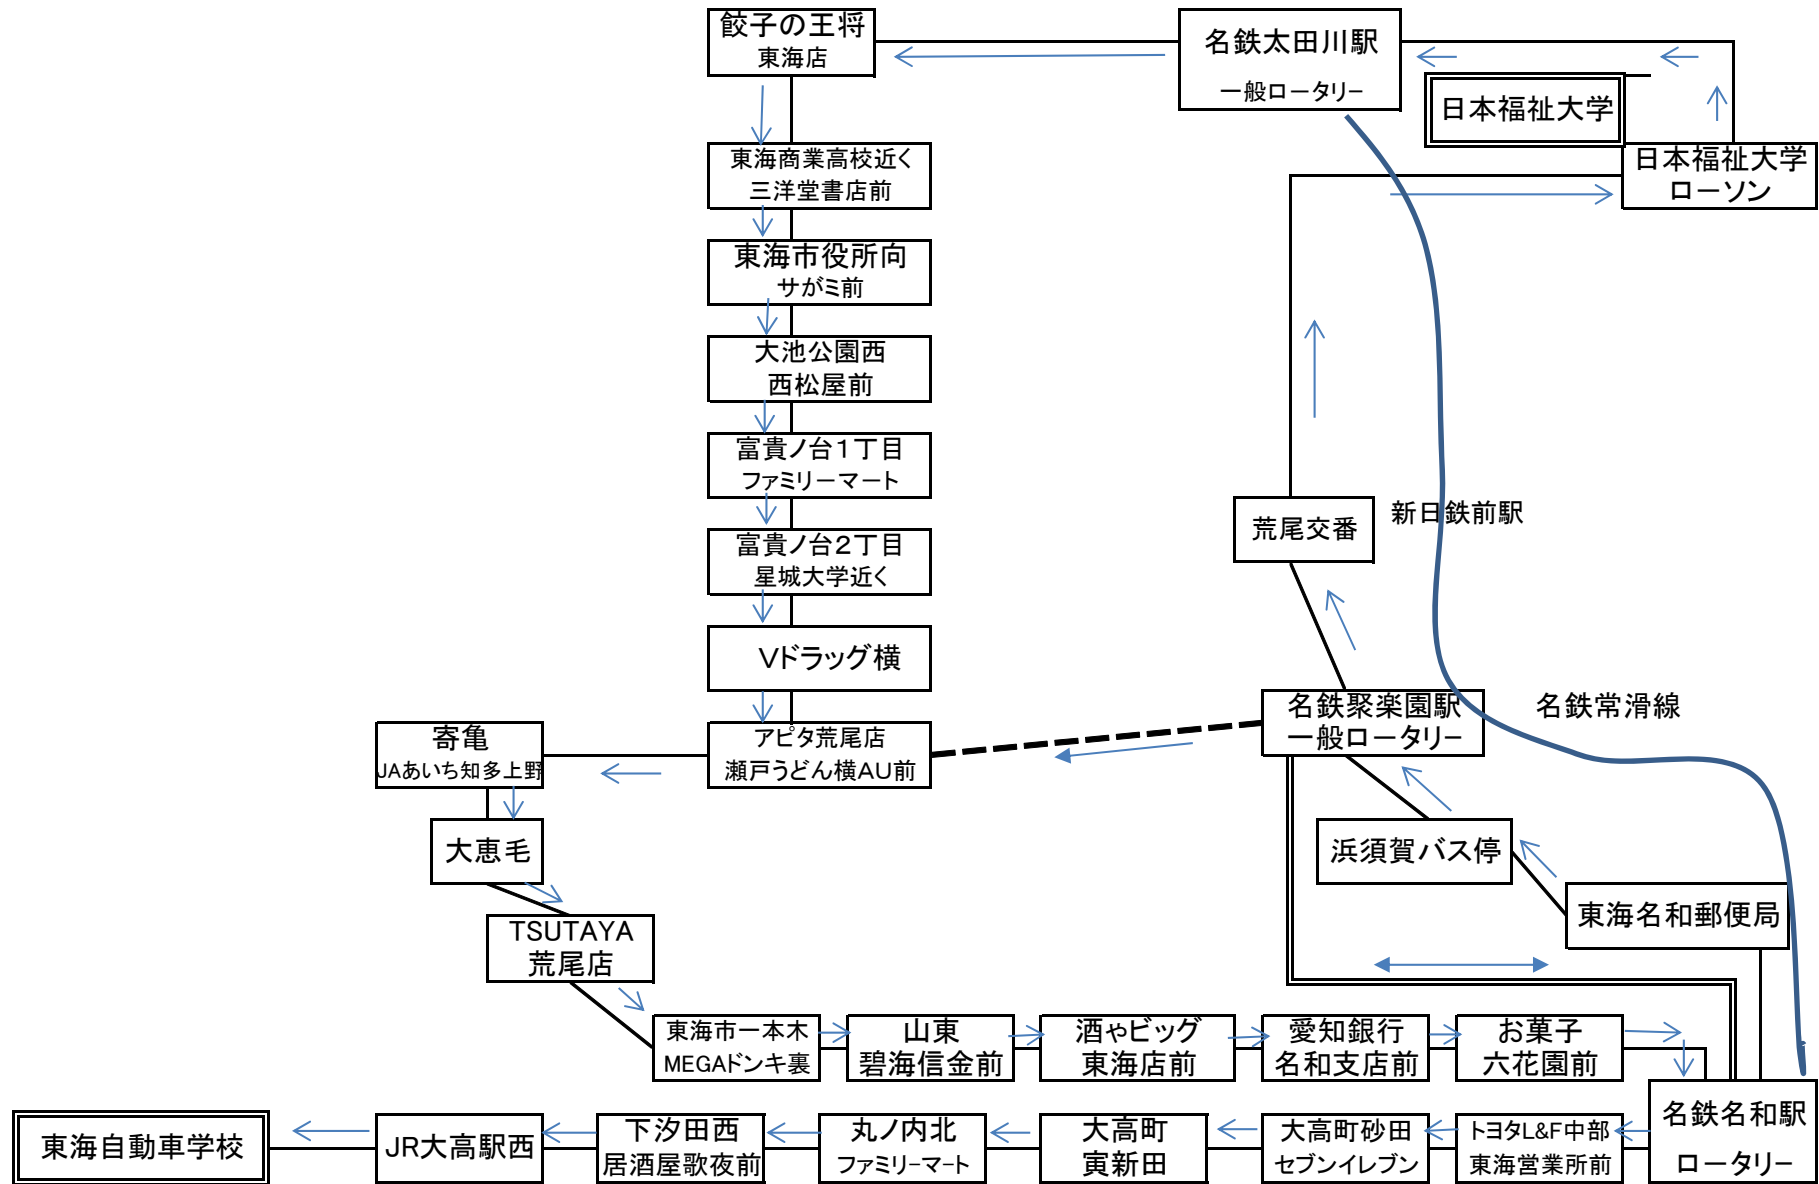 餃子の王将
東海店
名鉄太田川駅
一般ロータリー
日本福祉大学
日本福祉大学
ローソン
東海商業高校近く
三洋堂書店前
東海市役所向
サがミ前
大池公園西
西松屋前
富貴ノ台1丁目
ファミリーマート
荒尾交番
新日鉄前駅
富貴ノ台2丁目
星城大学近く
Vドラッグ横
名鉄聚楽園駅
一般ロータリー
名鉄常滑線
寄亀
JAあいち知多上野
アピタ荒尾店
瀬戸うどん横AU前
大恵毛
浜須賀バス停
東海名和郵便局
TSUTAYA
荒尾店
東海市一本木
MEGAドンキ裏
山東
碧海信金前
酒やビッグ
東海店前
愛知銀行
名和支店前
お菓子
六花園前
東海自動車学校
JR大高駅西
下汐田西
居酒屋歌夜前
丸ノ内北
ファミリーマート
大高町
寅新田
大高町砂田
セブンイレブン
トヨタL&F中部
東海営業所前
名鉄名和駅
ロータリー